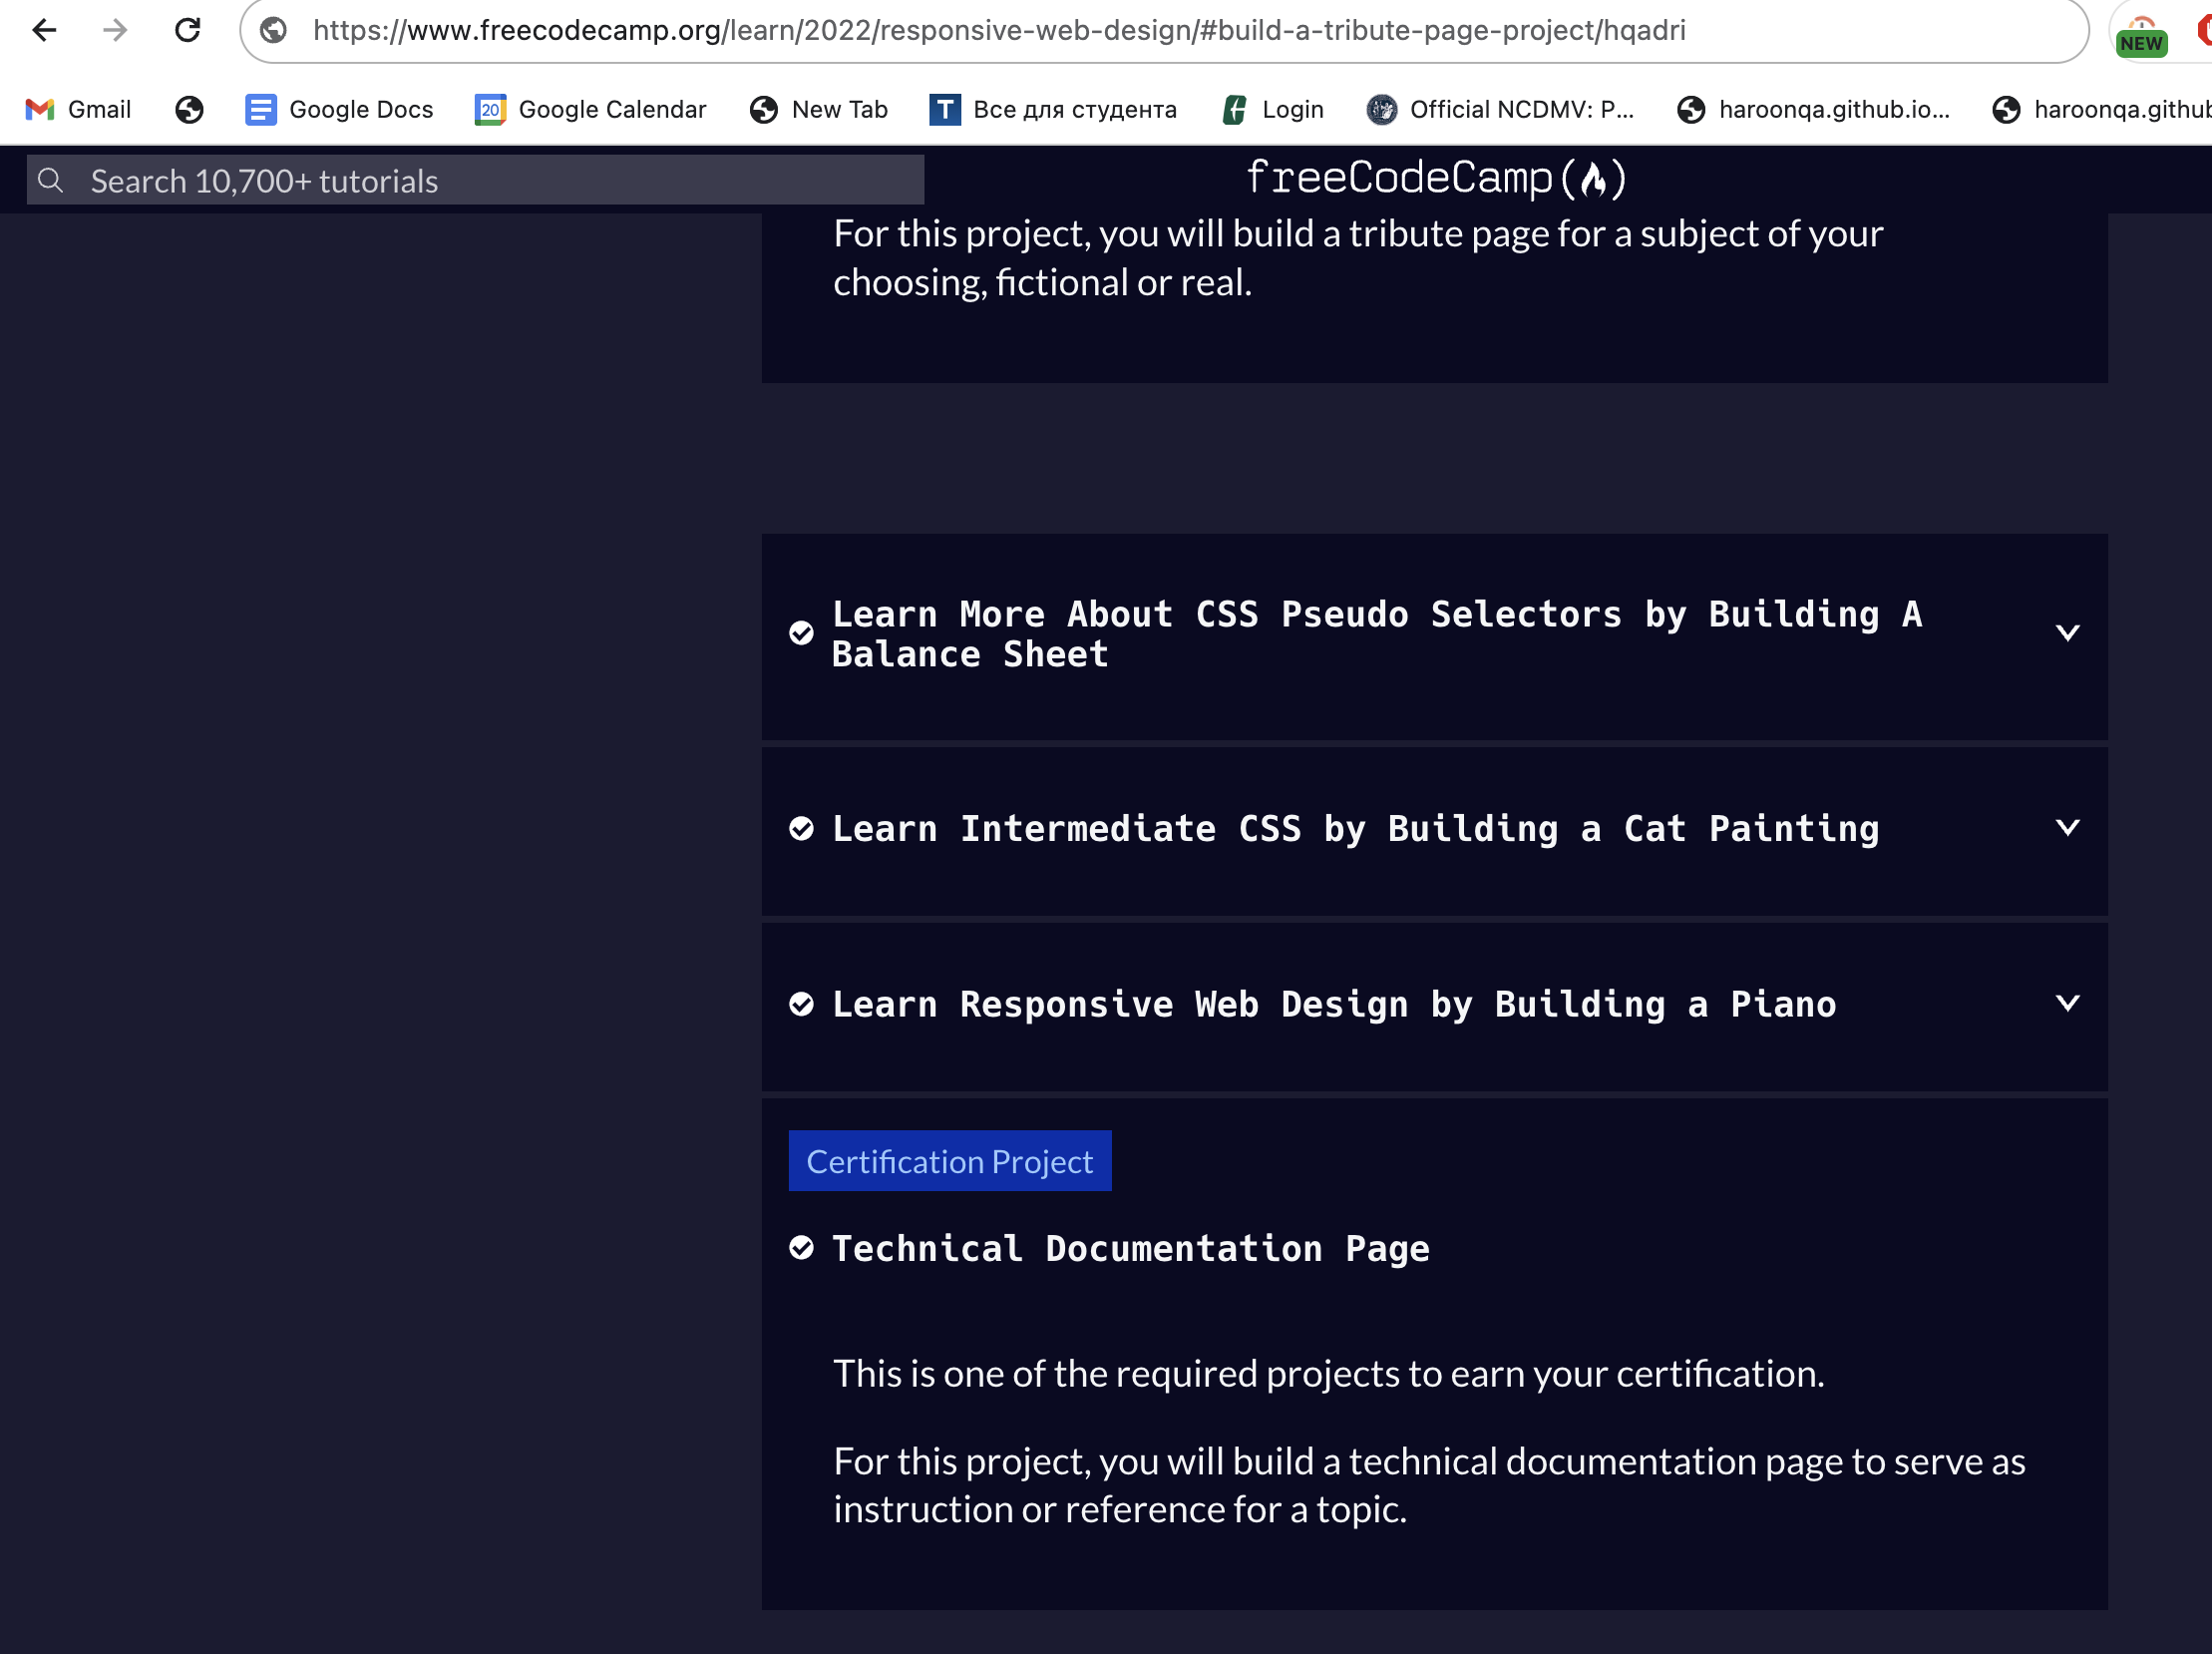 https://www.freecodecamp.org/learn/2022/responsive-web-design/#build-a-tribute-page-project/hqadri
NEW
Gmail Google Docs 20 Google Calendar New Tab T Все для студента Login Official NCDMV: P... haroonqa.github.io... haroonqa.github
Search 10,700+ tutorials
freeCodeCamp
For this project, you will build a tribute page for a subject of your
choosing, fictional or real.
Learn More About CSS Pseudo Selectors by Building A
Balance Sheet
Learn Intermediate CSS by Building a Cat Painting
Learn Responsive Web Design by Building a Piano
Certification Project
Technical Documentation Page
This is one of the required projects to earn your certification.
For this project, you will build a technical documentation page to serve as
instruction or reference for a topic.